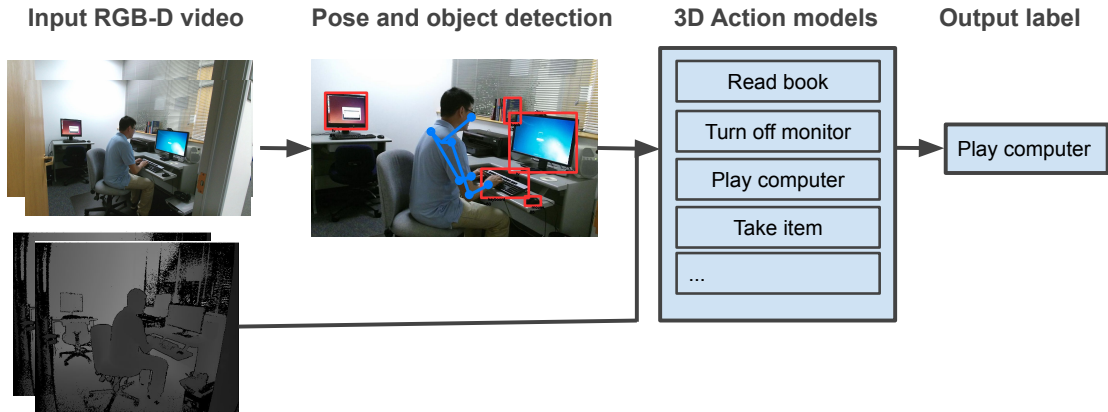 Input RGB-D video
Pose and object detection
3D Action models
Output label
Read book
Turn off monitor
Play computer
Take item
...
Play computer